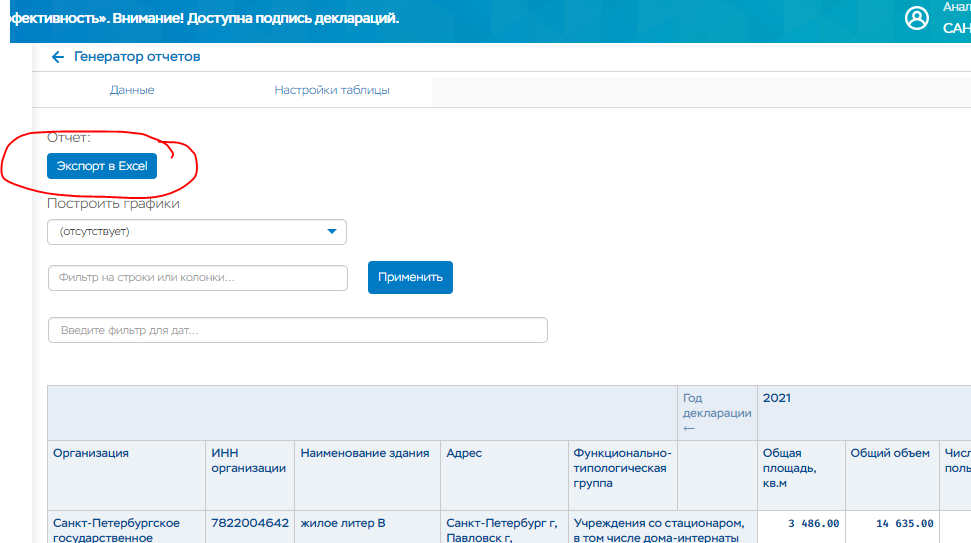 фективность». Внимание! Доступна подпись деклараций.
Анал
САН
Генератор отчетов
Данные
Настройки таблицы
Отчет:
Экспорт в Excel
Построить графики
(отсутствует)
Фильтр на строки или колонки...
Применить
Введите фильтр для дат...
Год
декларации
←
2021
Организация
ИНН
организации
Наименование здания
Адрес
Функционально-
типологическая
группа
Общая
площадь,
кв.м
Общий объем
Числ
поль
Санкт-Петербургское
государственное
7822004642
жилое литер В
Санкт-Петербург г,
Павловск г,
Учреждения со стационаром,
в том числе дома-интернаты
3 486.00
14 635.00